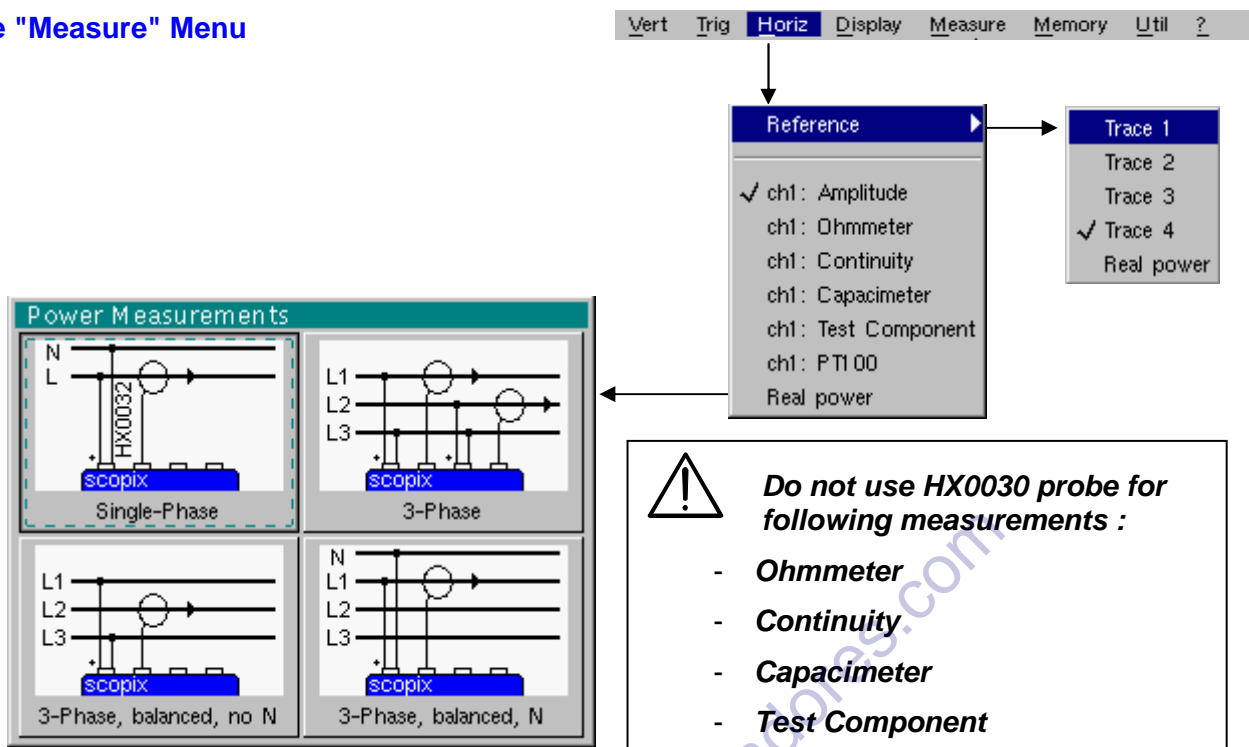 e "Measure" Menu
Vert Trig Horiz Display Measure Memory Util ?
Reference
✓ ch1: Amplitude
ch1: Ohmmeter
ch1: Continuity
ch1: Capacimeter
ch1: Test Component
ch1: PT100
Real power
Trace 1
Trace 2
Trace 3
✓ Trace 4
Real power
Power Measurements
N
L
HX0032
+
scopix
Single-Phase
L1
L2
L3
+ +
scopix
3-Phase
L1
L2
L3
+
scopix
3-Phase, balanced, no N
N
L1
L2
L3
+
scopix
3-Phase, balanced, N
Do not use HX0030 probe for
following measurements :
- Ohmmeter
- Continuity
- Capacimeter
- Test Component
dores.com